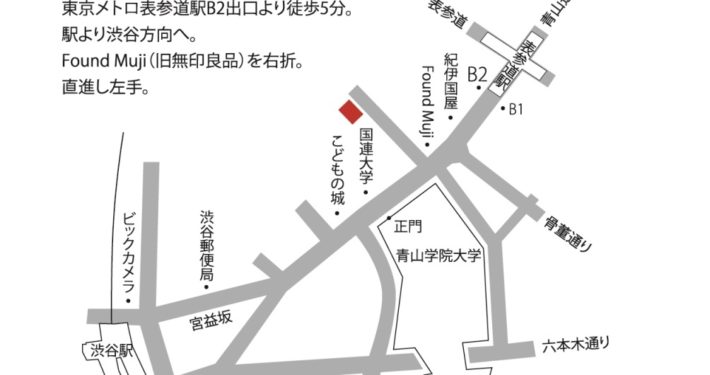 東京メトロ表参道駅B2出口より徒歩5分。
駅より渋谷方向へ。
Found Muji（旧無印良品）を右折。
直進し左手。
表参道
青山
表参道駅
B2
B1
紀伊国屋
Found Muji
国連大学
こどもの城
正門
青山学院大学
骨董通り
六本木通り
渋谷郵便局
ビックカメラ
宮益坂
渋谷駅